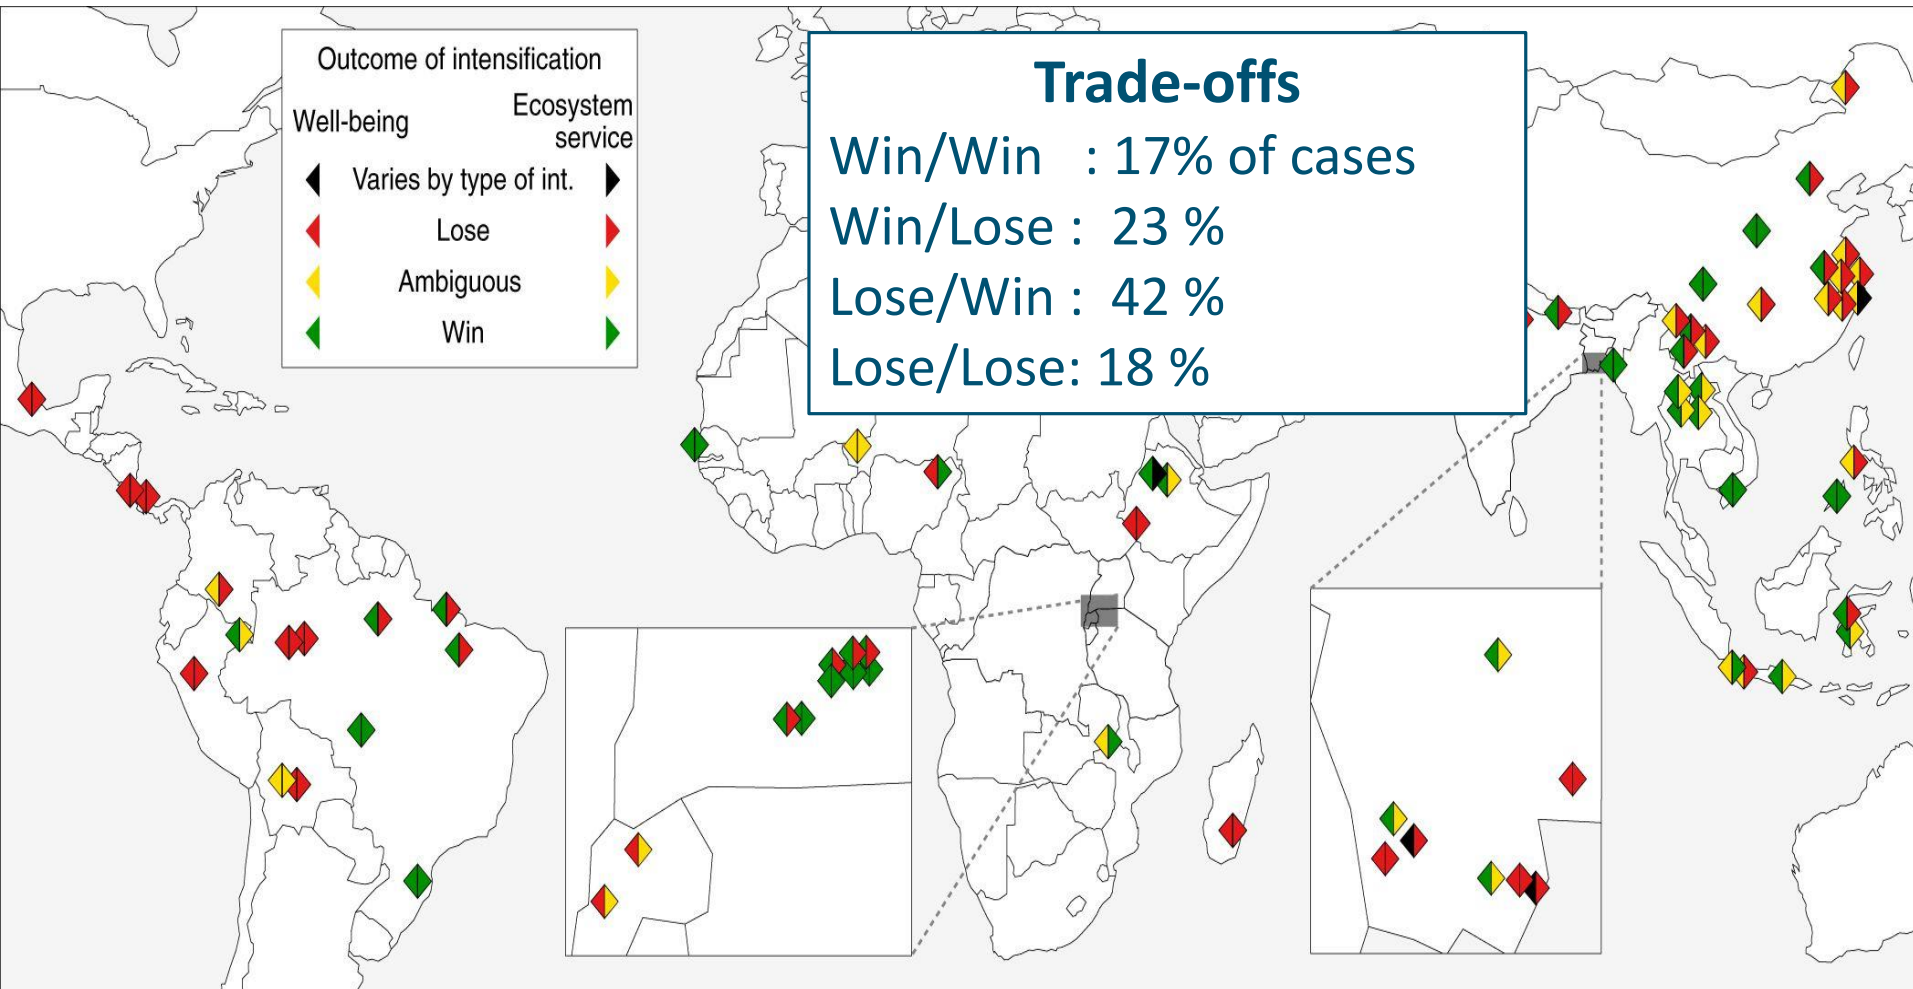 Outcome of intensification
Well-being
Ecosystem
service
Varies by type of int.
Lose
Ambiguous
Win
Trade-offs
Win/Win : 17% of cases
Win/Lose : 23 %
Lose/Win : 42 %
Lose/Lose: 18 %